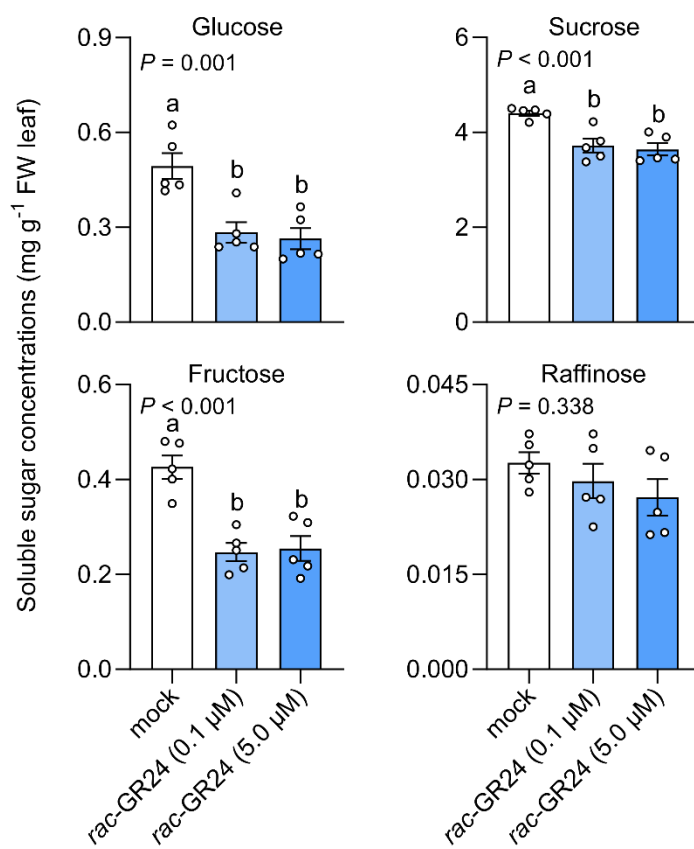 Soluble sugar concentrations (mg g⁻¹ FW leaf)
Glucose
P = 0.001
0.9
0.6
0.3
0.0
a
b
b
Sucrose
P < 0.001
6
4
2
0
a
b
b
Fructose
P < 0.001
0.6
0.4
0.2
0.0
a
b
b
Raffinose
P = 0.338
0.045
0.030
0.015
0.000
mock
rac-GR24 (0.1 µM)
rac-GR24 (5.0 µM)
mock
rac-GR24 (0.1 µM)
rac-GR24 (5.0 µM)